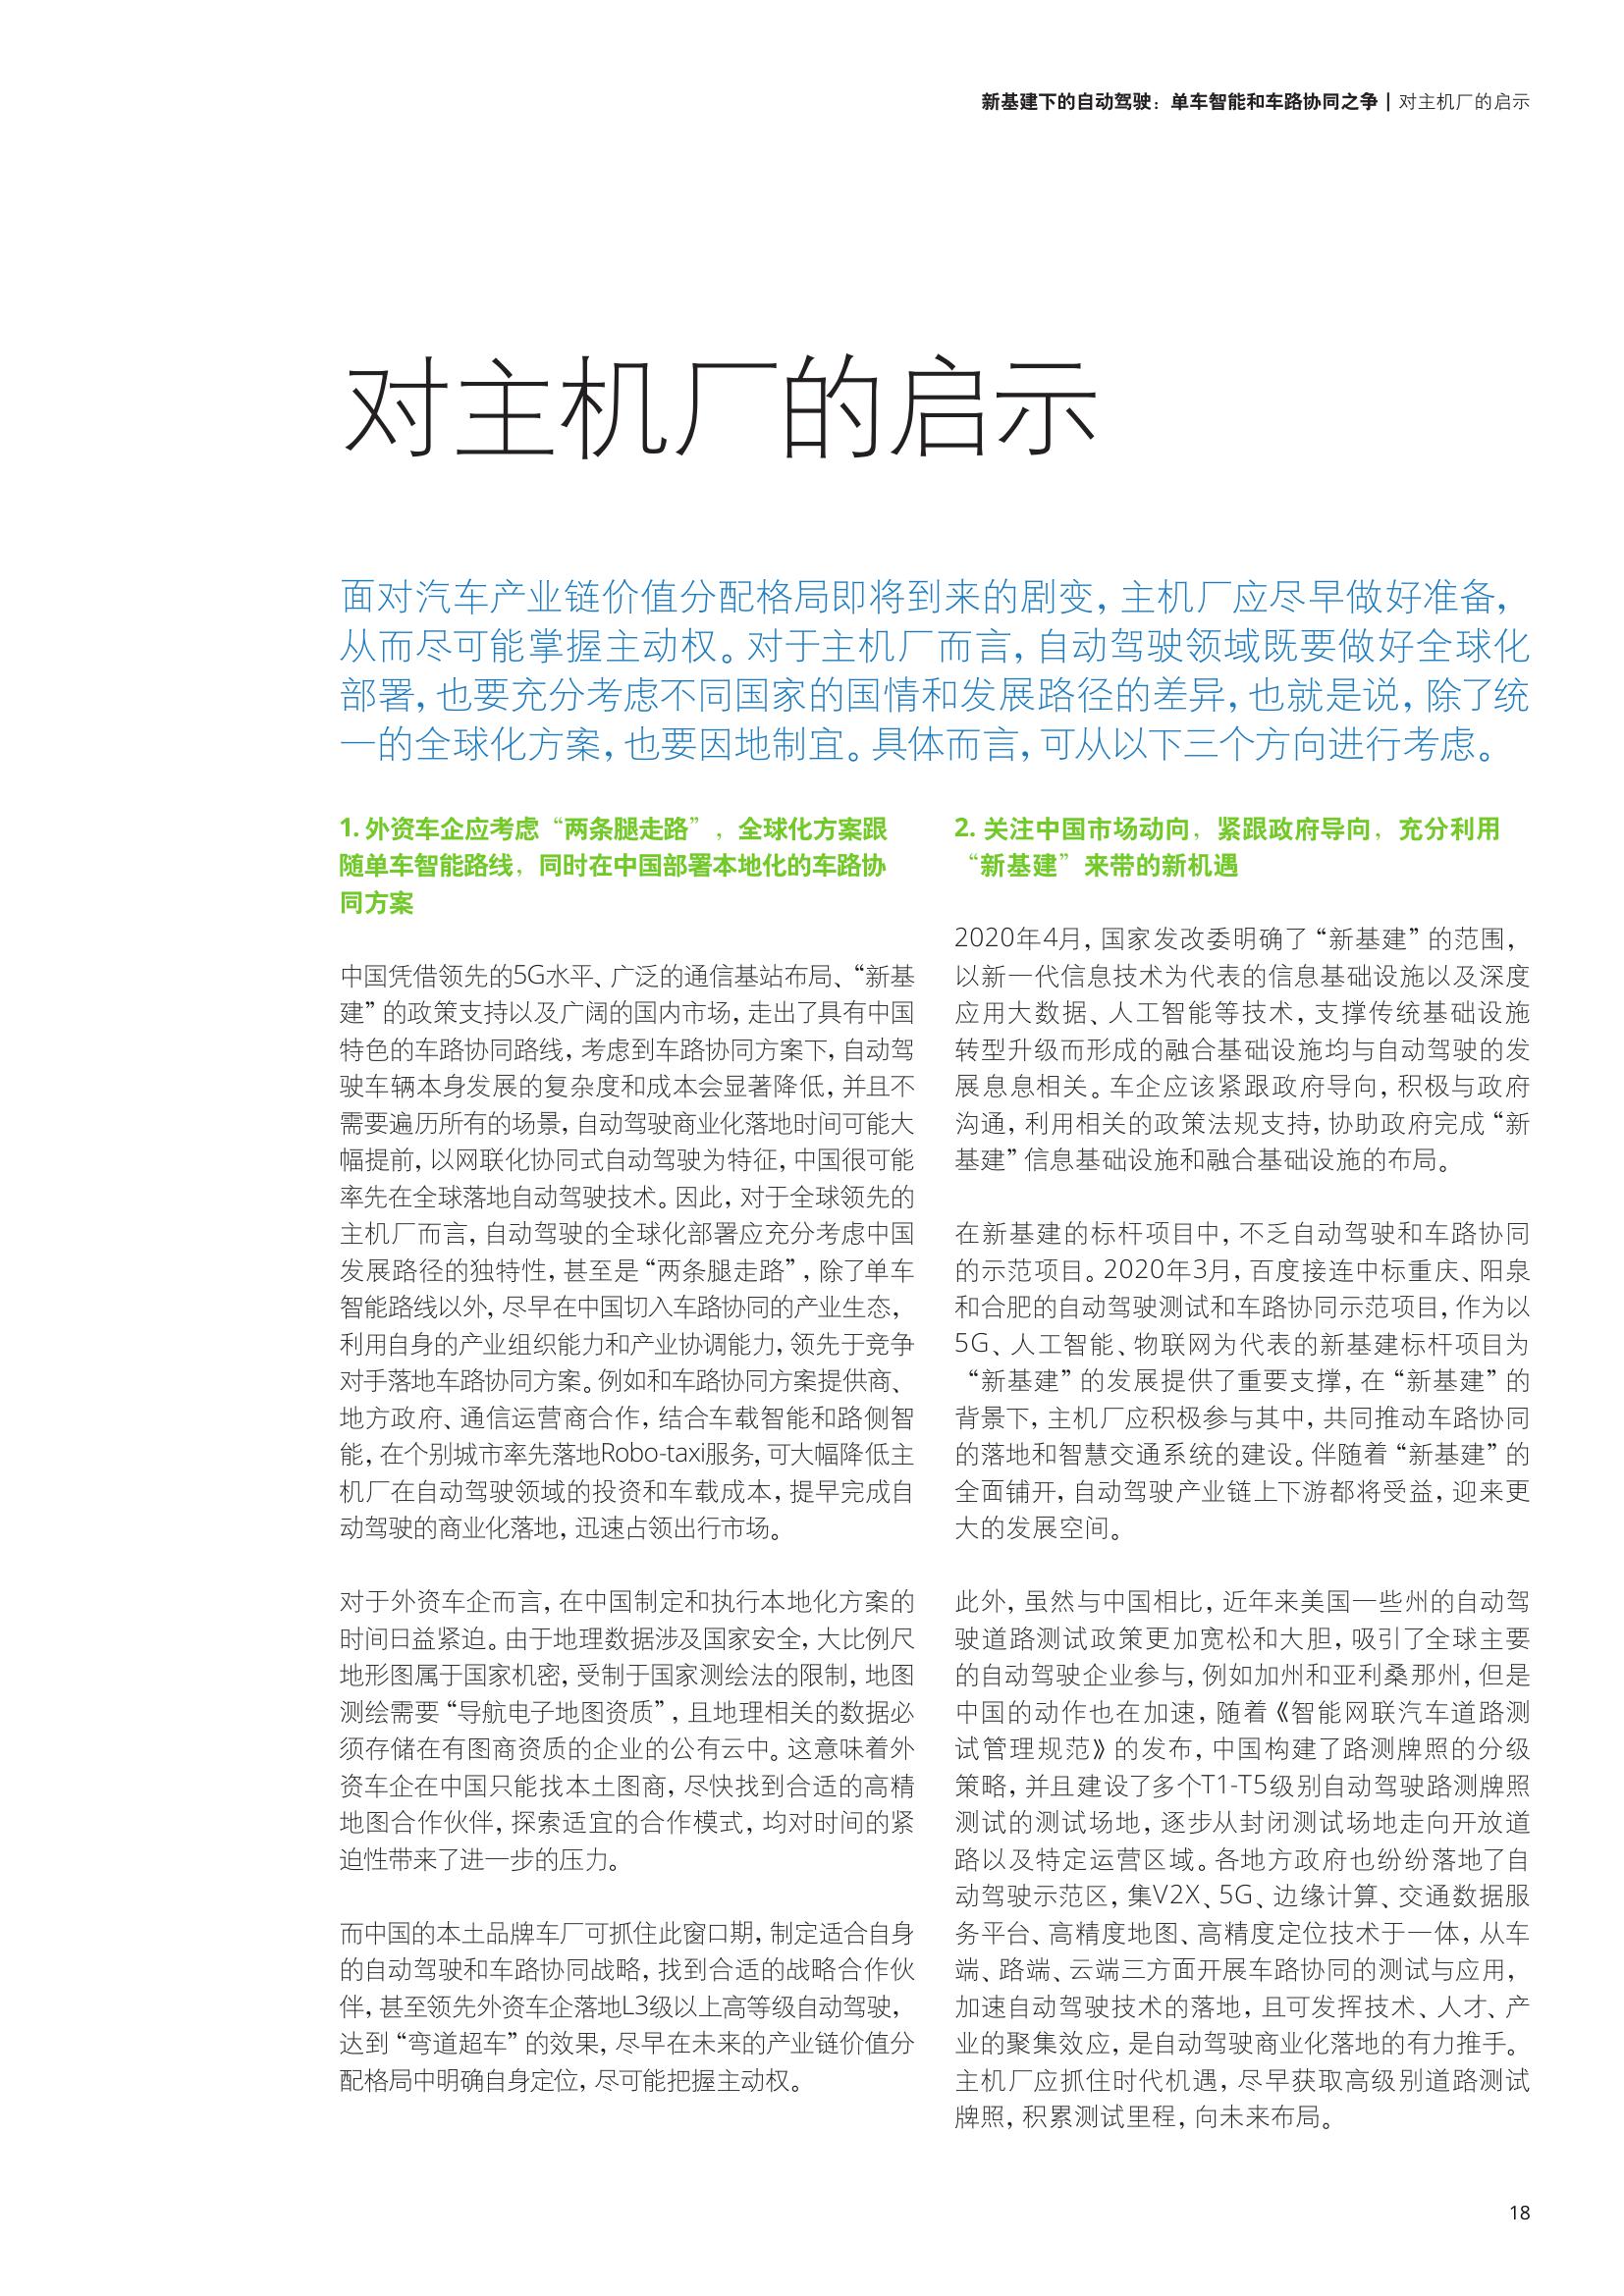 新基建下的自动驾驶：单车智能和车路协同之争 | 对主机厂的启示
对主机厂的启示
面对汽车产业链价值分配格局即将到来的剧变，主机厂应尽早做好准备，
从而尽可能掌握主动权。对于主机厂而言，自动驾驶领域既要做好全球化
部署，也要充分考虑不同国家的国情和发展路径的差异，也就是说，除了统
一的全球化方案，也要因地制宜。具体而言，可从以下三个方向进行考虑。
1. 外资车企应考虑“两条腿走路”，全球化方案跟
随单车智能路线，同时在中国部署本地化的车路协
同方案
中国凭借领先的5G水平、广泛的通信基站布局、“新基
建”的政策支持以及广阔的国内市场，走出了具有中国
特色的车路协同路线，考虑到车路协同方案下，自动驾
驶车辆本身发展的复杂度和成本会显著降低，并且不
需要遍历所有的场景，自动驾驶商业化落地时间可能大
幅提前，以网联化协同式自动驾驶为特征，中国很可能
率先在全球落地自动驾驶技术。因此，对于全球领先的
主机厂而言，自动驾驶的全球化部署应充分考虑中国
发展路径的独特性，甚至是“两条腿走路”，除了单车
智能路线以外，尽早在中国切入车路协同的产业生态，
利用自身的产业组织能力和产业协调能力，领先于竞争
对手落地车路协同方案。例如和车路协同方案提供商、
地方政府、通信运营商合作，结合车载智能和路侧智
能，在个别城市率先落地Robo-taxi服务，可大幅降低主
机厂在自动驾驶领域的投资和车载成本，提早完成自
动驾驶的商业化落地，迅速占领出行市场。
对于外资车企而言，在中国制定和执行本地化方案的
时间日益紧迫。由于地理数据涉及国家安全，大比例尺
地形图属于国家机密，受制于国家测绘法的限制，地图
测绘需要“导航电子地图资质”，且地理相关的数据必
须存储在有图商资质的企业的公有云中。这意味着外
资车企在中国只能找本土图商，尽快找到合适的高精
地图合作伙伴，探索适宜的合作模式，均对时间的紧
迫性带来了进一步的压力。
而中国的本土品牌车厂可抓住此窗口期，制定适合自身
的自动驾驶和车路协同战略，找到合适的战略合作伙
伴，甚至领先外资车企落地L3级以上高等级自动驾驶，
达到“弯道超车”的效果，尽早在未来的产业链价值分
配格局中明确自身定位，尽可能把握主动权。
2. 关注中国市场动向，紧跟政府导向，充分利用
“新基建”来带的新机遇
2020年4月，国家发改委明确了“新基建”的范围，
以新一代信息技术为代表的信息基础设施以及深度
应用大数据、人工智能等技术，支撑传统基础设施
转型升级而形成的融合基础设施均与自动驾驶的发
展息息相关。车企应该紧跟政府导向，积极与政府
沟通，利用相关的政策法规支持，协助政府完成“新
基建”信息基础设施和融合基础设施的布局。
在新基建的标杆项目中，不乏自动驾驶和车路协同
的示范项目。2020年3月，百度接连中标重庆、阳泉
和合肥的自动驾驶测试和车路协同示范项目，作为以
5G、人工智能、物联网为代表的新基建标杆项目为
“新基建”的发展提供了重要支撑，在“新基建”的
背景下，主机厂应积极参与其中，共同推动车路协同
的落地和智慧交通系统的建设。伴随着“新基建”的
全面铺开，自动驾驶产业链上下游都将受益，迎来更
大的发展空间。
此外，虽然与中国相比，近年来美国一些州的自动驾
驶道路测试政策更加宽松和大胆，吸引了全球主要
的自动驾驶企业参与，例如加州和亚利桑那州，但是
中国的动作也在加速，随着《智能网联汽车道路测
试管理规范》的发布，中国构建了路测牌照的分级
策略，并且建设了多个T1-T5级别自动驾驶路测牌照
测试的测试场地，逐步从封闭测试场地走向开放道
路以及特定运营区域。各地方政府也纷纷落地了自
动驾驶示范区，集V2X、5G、边缘计算、交通数据服
务平台、高精度地图、高精度定位技术于一体，从车
端、路端、云端三方面开展车路协同的测试与应用，
加速自动驾驶技术的落地，且可发挥技术、人才、产
业的聚集效应，是自动驾驶商业化落地的有力推手。
主机厂应抓住时代机遇，尽早获取高级别道路测试
牌照，积累测试里程，向未来布局。
18